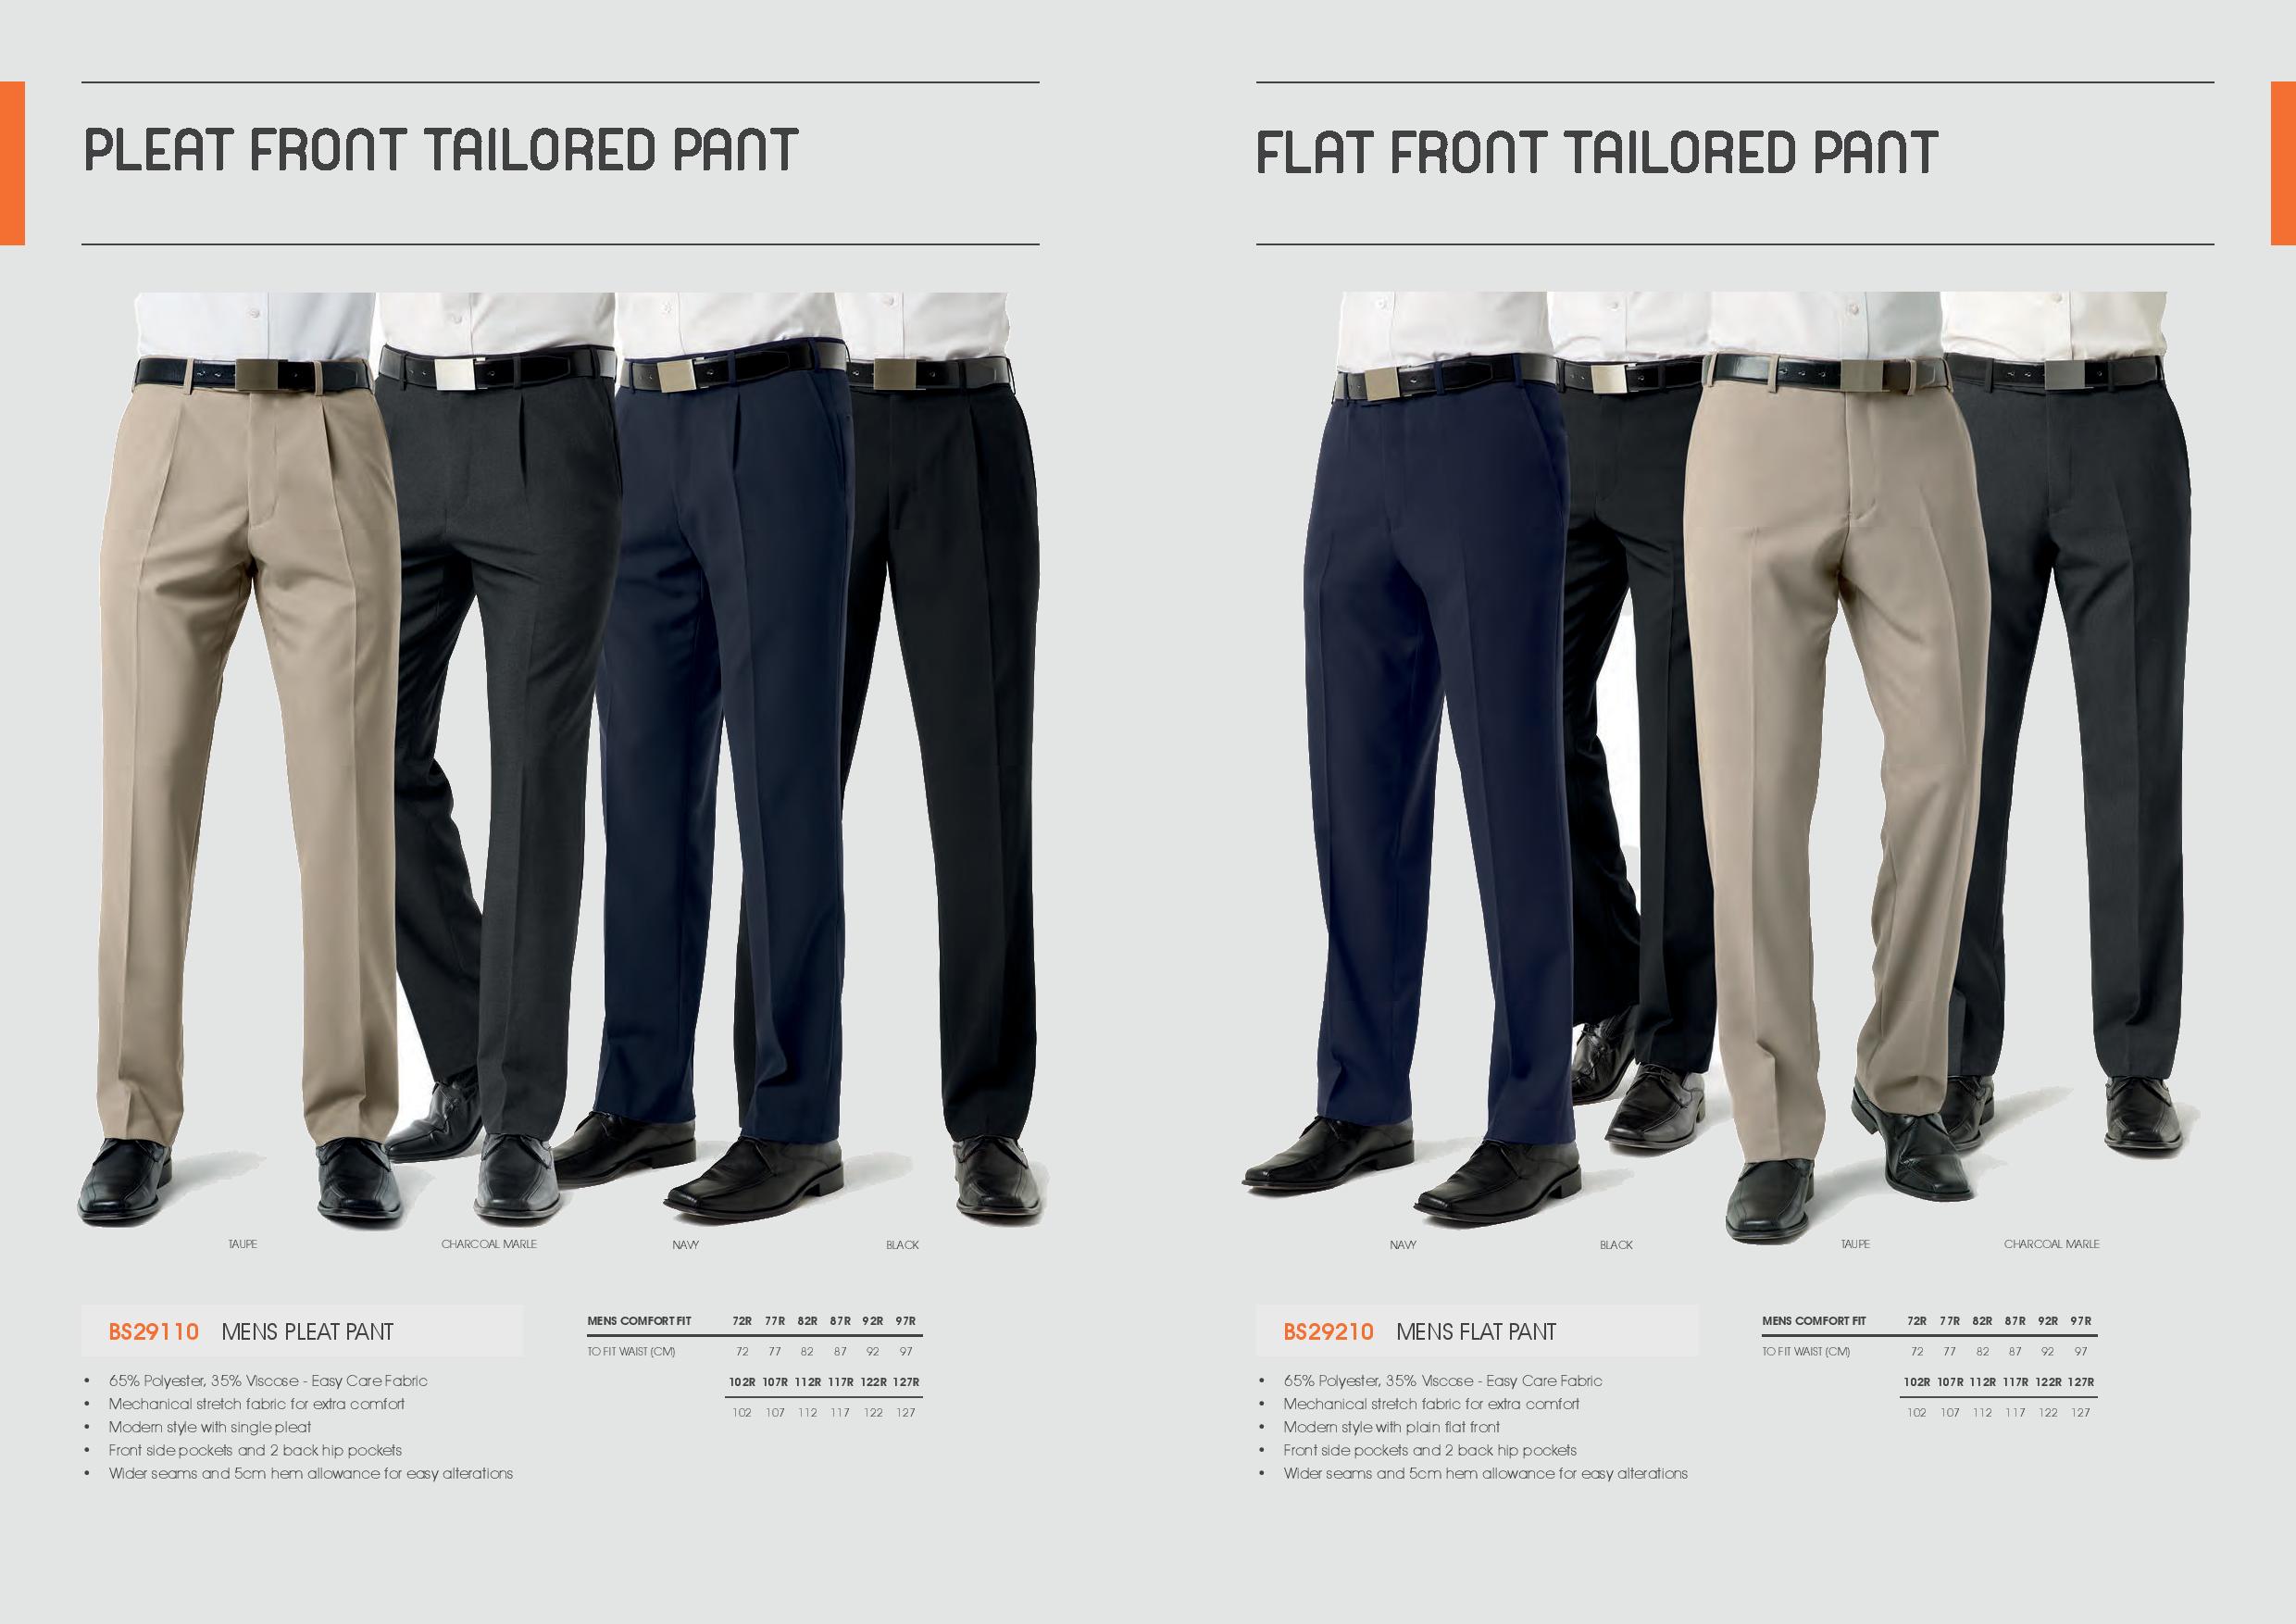 PLEAT FRONT TAILORED PANT
TAUPE
CHARCOAL MARLE
NAVY
BLACK
BS29110 MENS PLEAT PANT
• 65% Polyester, 35% Viscose - Easy Care Fabric
• Mechanical stretch fabric for extra comfort
• Modern style with single pleat
• Front side pockets and 2 back hip pockets
• Wider seams and 5cm hem allowance for easy alterations
MENS COMFORT FIT 72R 77R 82R 87R 92R 97R
TO FIT WAIST (CM) 72 77 82 87 92 97
102R 107R 112R 117R 122R 127R
102 107 112 117 122 127
FLAT FRONT TAILORED PANT
NAVY
BLACK
TAUPE
CHARCOAL MARLE
BS29210 MENS FLAT PANT
• 65% Polyester, 35% Viscose - Easy Care Fabric
• Mechanical stretch fabric for extra comfort
• Modern style with plain flat front
• Front side pockets and 2 back hip pockets
• Wider seams and 5cm hem allowance for easy alterations
MENS COMFORT FIT 72R 77R 82R 87R 92R 97R
TO FIT WAIST (CM) 72 77 82 87 92 97
102R 107R 112R 117R 122R 127R
102 107 112 117 122 127